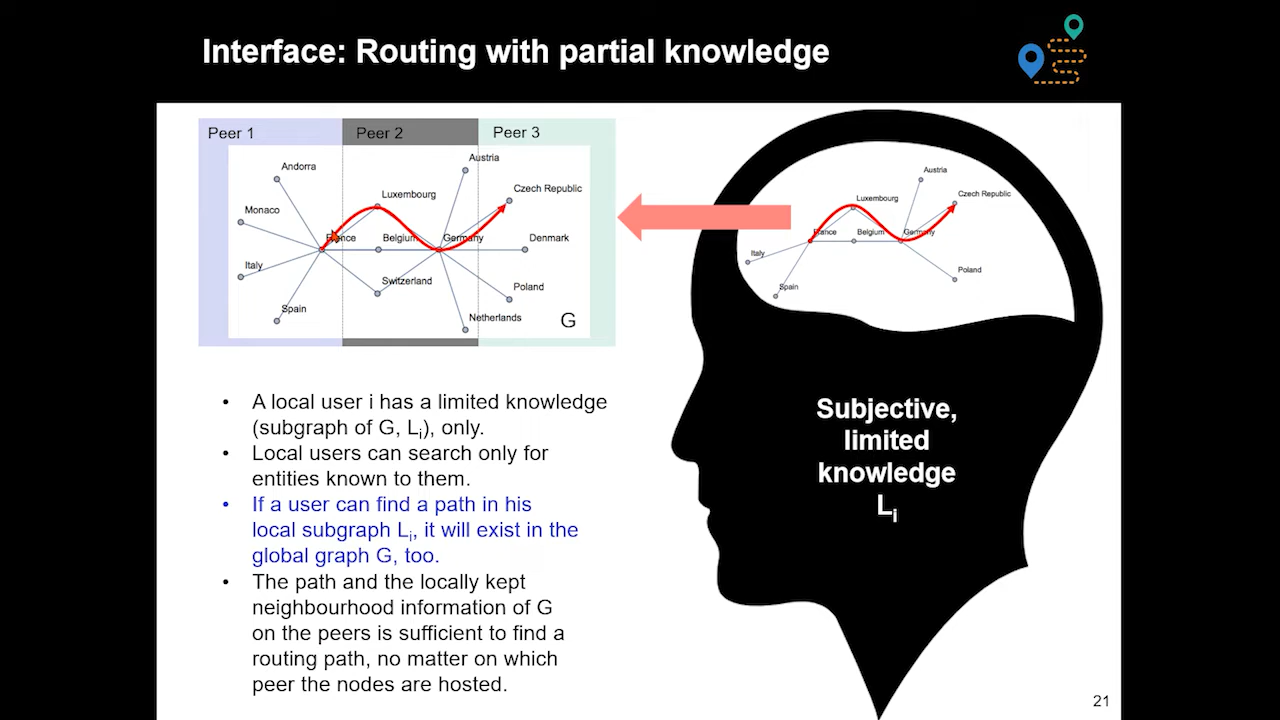 Interface: Routing with partial knowledge
Peer 1
Peer 2
Peer 3
Andorra
Austria
Luxembourg
Czech Republic
Monaco
France
Belgium
Germany
Denmark
Italy
Switzerland
Poland
Spain
Netherlands
G
Austria
Luxembourg
Czech Republic
France
Belgium
Germany
Italy
Poland
Spain
• A local user i has a limited knowledge
(subgraph of G, Li), only.
• Local users can search only for
entities known to them.
• If a user can find a path in his
local subgraph Li, it will exist in the
global graph G, too.
• The path and the locally kept
neighbourhood information of G
on the peers is sufficient to find a
routing path, no matter on which
peer the nodes are hosted.
Subjective,
limited
knowledge
Li
21